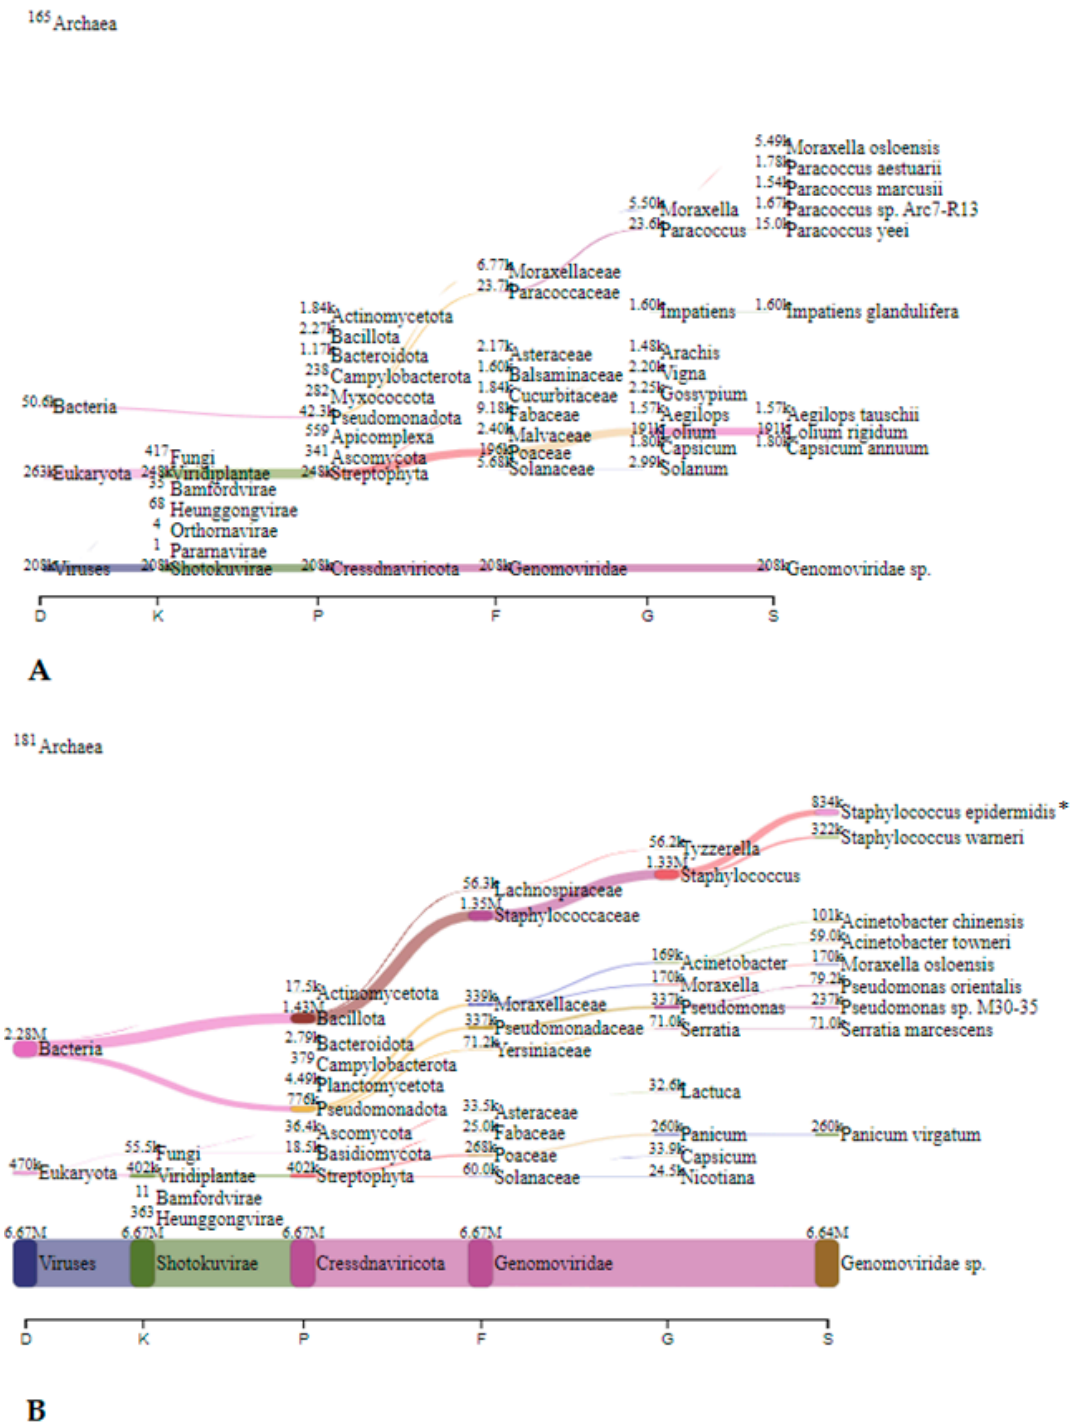 165 Archaea
5.49k Moraxella osloensis
1.78k Paracoccus aestuarii
1.54k Paracoccus marcusii
5.50k Moraxella 1.67k Paracoccus sp. Arc7-R13
23.6k Paracoccus 15.0k Paracoccus yeei
6.77k Moraxellaceae
23.7k Paracoccaceae
1.84k Actinomycetota 1.60k Impatiens 1.60k Impatiens glandulifera
2.27k Bacillota
1.17k Bacteroidota 2.17k Asteraceae 1.48k Arachis
238 Campylobacterota 1.60k Balsaminaceae 2.20k Vigna
282 Myxococcota 1.84k Cucurbitaceae 2.25k Gossypium
50.6k Bacteria 42.3k Pseudomonadota 9.18k Fabaceae 1.57k Aegilops 1.57k Aegilops tauschii
559 Apicomplexa 2.40k Malvaceae 191k Lolium 191k Lolium rigidum
417 Fungi 341 Ascomycota 196k Poaceae 1.80k Capsicum 1.80k Capsicum annuum
263k Eukaryota 248k Viridiplantae 248k Streptophyta 5.68k Solanaceae 2.99k Solanum
35 Bamfordvirae
68 Heunggongvirae
4 Orthornavirae
1 Pararnavirae
208k Viruses 208k Shotokuvirae 208k Cressdnaviricota 208k Genomoviridae 208k Genomoviridae sp.
D K P F G S
A
181 Archaea
834k Staphylococcus epidermidis *
56.2k Tyzzerella 322k Staphylococcus warneri
56.3k Lachnospiraceae 1.33M Staphylococcus
1.35M Staphylococcaceae
101k Acinetobacter chinensis
59.0k Acinetobacter towneri
169k Acinetobacter 170k Moraxella osloensis
17.5k Actinomycetota 170k Moraxella 79.2k Pseudomonas orientalis
1.43M Bacillota 339k Moraxellaceae 337k Pseudomonas 237k Pseudomonas sp. M30-35
2.28M Bacteria 2.79k Bacteroidota 337k Pseudomonadaceae 71.0k Serratia 71.0k Serratia marcescens
379 Campylobacterota 71.2k Yersiniaceae
4.49k Planctomycetota 32.6k Lactuca
776k Pseudomonadota 33.5k Asteraceae
36.4k Ascomycota 25.0k Fabaceae 260k Panicum 260k Panicum virgatum
55.5k Fungi 18.5k Basidiomycota 268k Poaceae 33.9k Capsicum
470k Eukaryota 402k Viridiplantae 402k Streptophyta 60.0k Solanaceae 24.5k Nicotiana
11 Bamfordvirae
363 Heunggongvirae
6.67M Viruses 6.67M Shotokuvirae 6.67M Cressdnaviricota 6.67M Genomoviridae 6.64M Genomoviridae sp.
D K P F G S
B